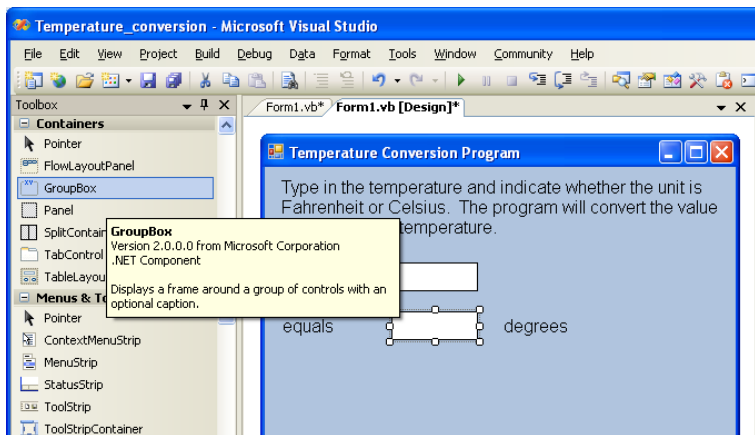 Temperature_conversion - Microsoft Visual Studio
File Edit View Project Build Debug Data Format Tools Window Community Help
Toolbox
Form1.vb* Form1.vb [Design]*
Containers
Pointer
FlowLayoutPanel
GroupBox
Panel
SplitContain
TabControl
TableLayou
Menus & To
Pointer
ContextMenuStrip
MenuStrip
StatusStrip
ToolStrip
ToolStripContainer
GroupBox
Version 2.0.0.0 from Microsoft Corporation
.NET Component
Displays a frame around a group of controls with an
optional caption.
Temperature Conversion Program
Type in the temperature and indicate whether the unit is
Fahrenheit or Celsius. The program will convert the value
temperature.
equals degrees